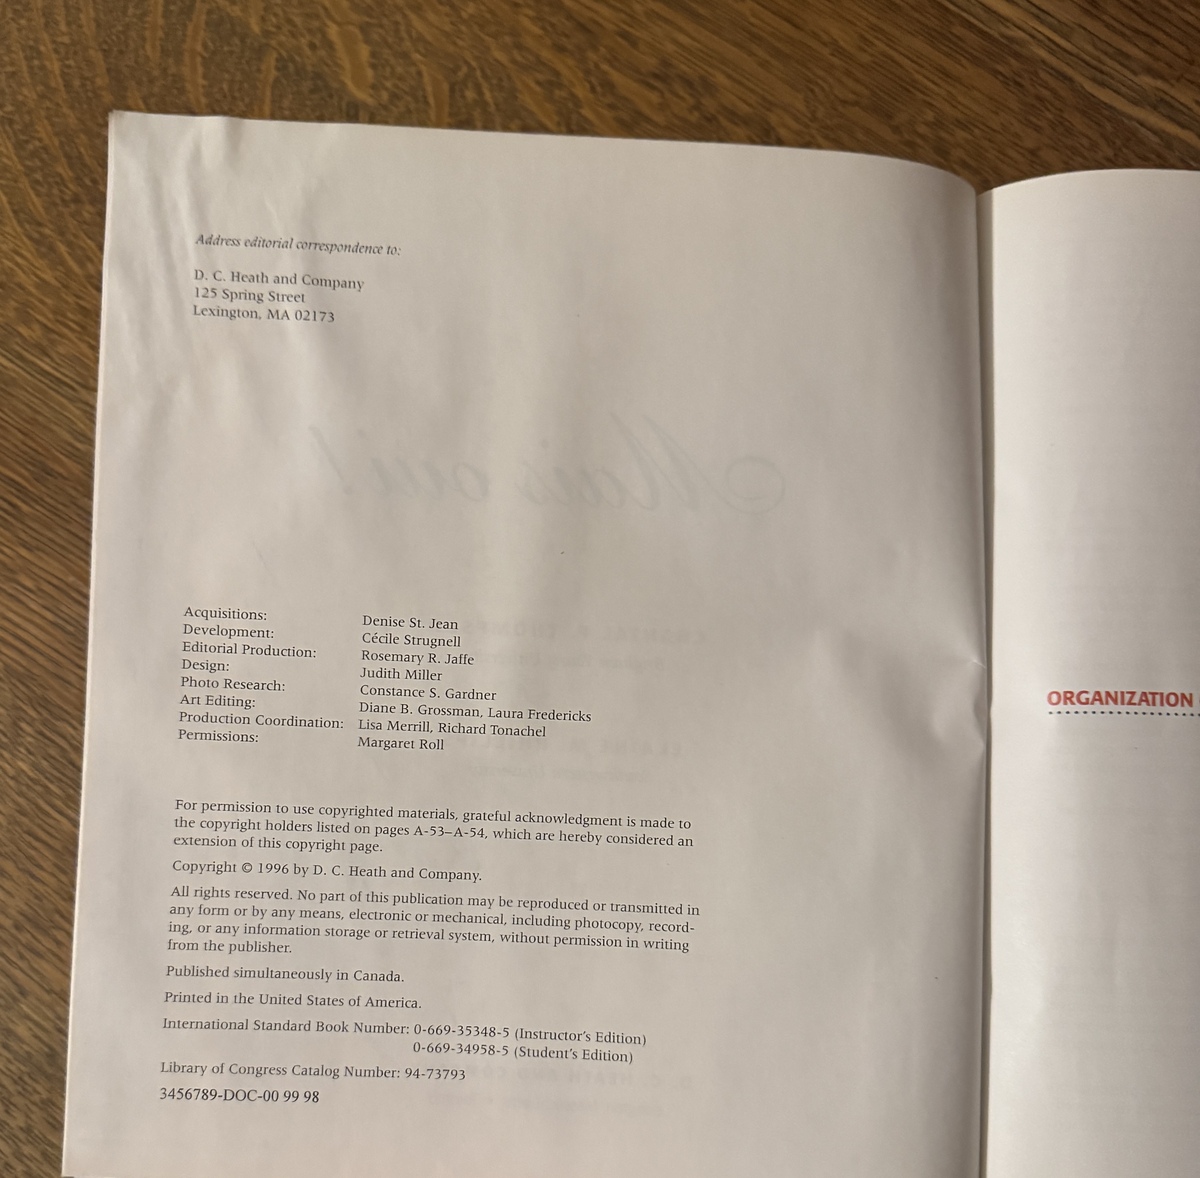 Address editorial correspondence to:
D. C. Heath and Company
125 Spring Street
Lexington, MA 02173
Mais oui!
Acquisitions: Denise St. Jean
Development: Cécile Strugnell
Editorial Production: Rosemary R. Jaffe
Design: Judith Miller
Photo Research: Constance S. Gardner
Art Editing: Diane B. Grossman, Laura Fredericks
Production Coordination: Lisa Merrill, Richard Tonachel
Permissions: Margaret Roll
For permission to use copyrighted materials, grateful acknowledgment is made to
the copyright holders listed on pages A-53–A-54, which are hereby considered an
extension of this copyright page.
Copyright © 1996 by D. C. Heath and Company.
All rights reserved. No part of this publication may be reproduced or transmitted in
any form or by any means, electronic or mechanical, including photocopy, record-
ing, or any information storage or retrieval system, without permission in writing
from the publisher.
Published simultaneously in Canada.
Printed in the United States of America.
International Standard Book Number: 0-669-35348-5 (Instructor's Edition)
0-669-34958-5 (Student's Edition)
Library of Congress Catalog Number: 94-73793
3456789-DOC-00 99 98
ORGANIZATION